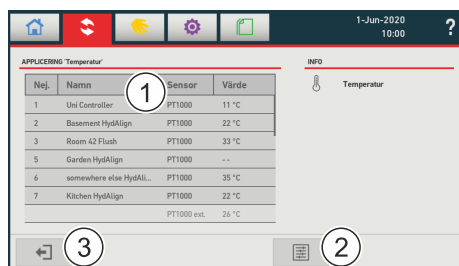 1-Jun-2020
10:00
?
APPLICERING 'Temperatur'
INFO
Nej. Namn Sensor Värde
Temperatur
1 Uni Controller PT1000 11 °C
2 Basement HydAlign PT1000 22 °C
3 Room 42 Flush PT1000 33 °C
5 Garden HydAlign PT1000 --
6 somewhere else HydAli... PT1000 35 °C
7 Kitchen HydAlign PT1000 22 °C
PT1000 ext. 26 °C
1
3
2